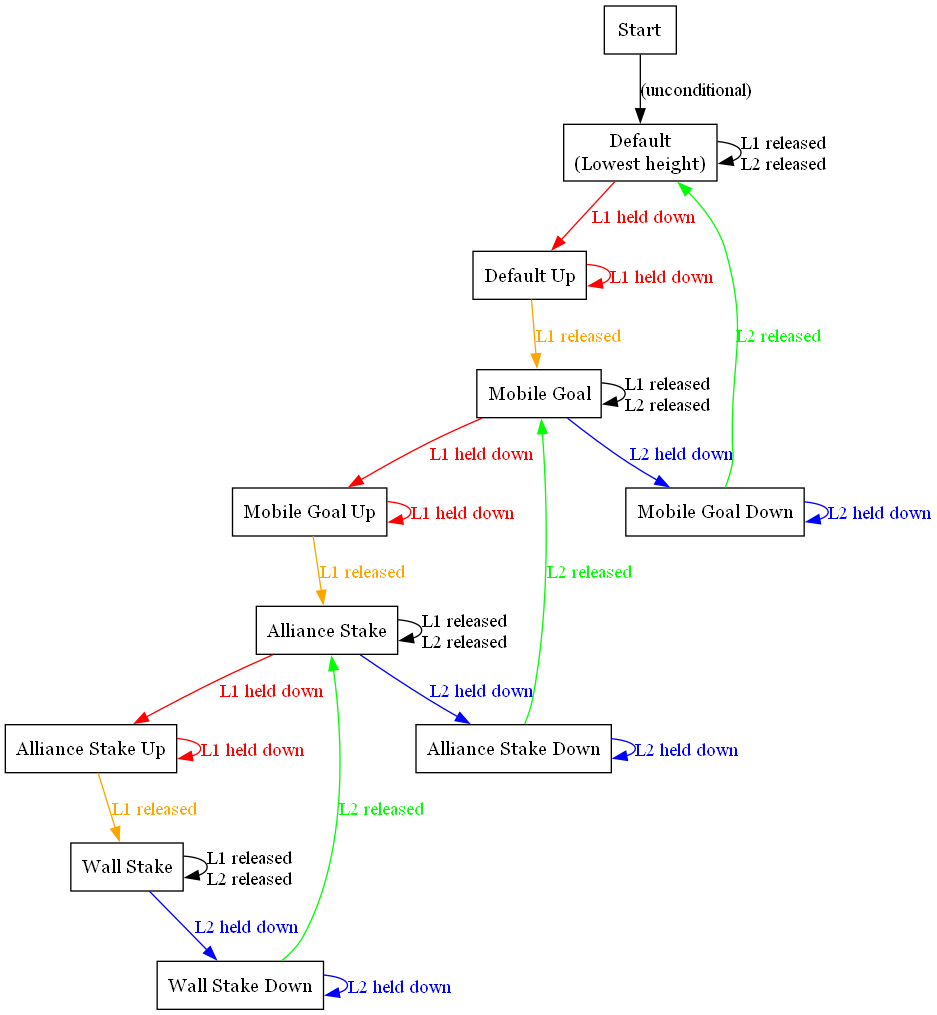 Start
(unconditional)
Default
(Lowest height)
L1 released
L2 released
L1 held down
Default Up
L1 held down
L1 released
L2 released
Mobile Goal
L1 released
L2 released
L1 held down
L2 held down
Mobile Goal Up
L1 held down
Mobile Goal Down
L2 held down
L1 released
L2 released
Alliance Stake
L1 released
L2 released
L1 held down
L2 held down
Alliance Stake Up
L1 held down
Alliance Stake Down
L2 held down
L1 released
L2 released
Wall Stake
L1 released
L2 released
L2 held down
Wall Stake Down
L2 held down